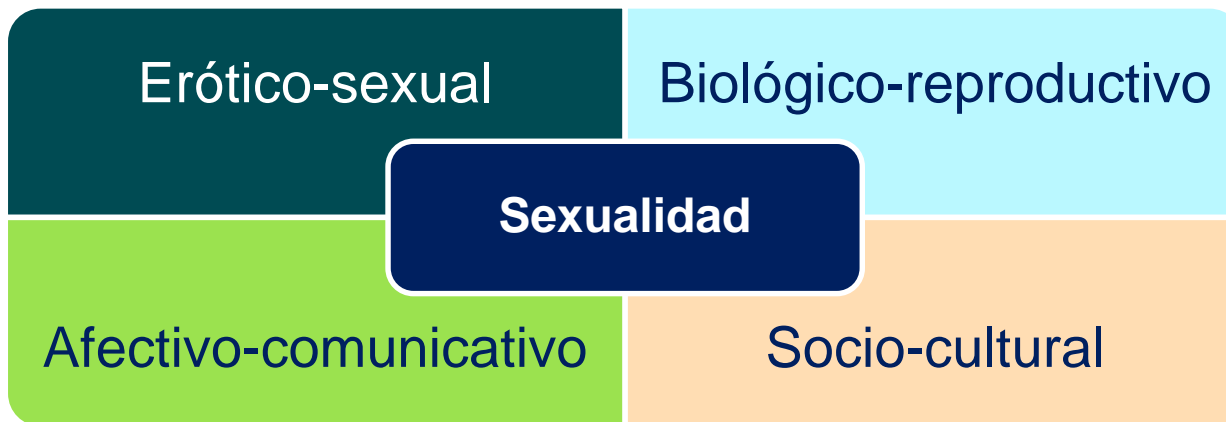 Erótico-sexual
Biológico-reproductivo
Sexualidad
Afectivo-comunicativo
Socio-cultural